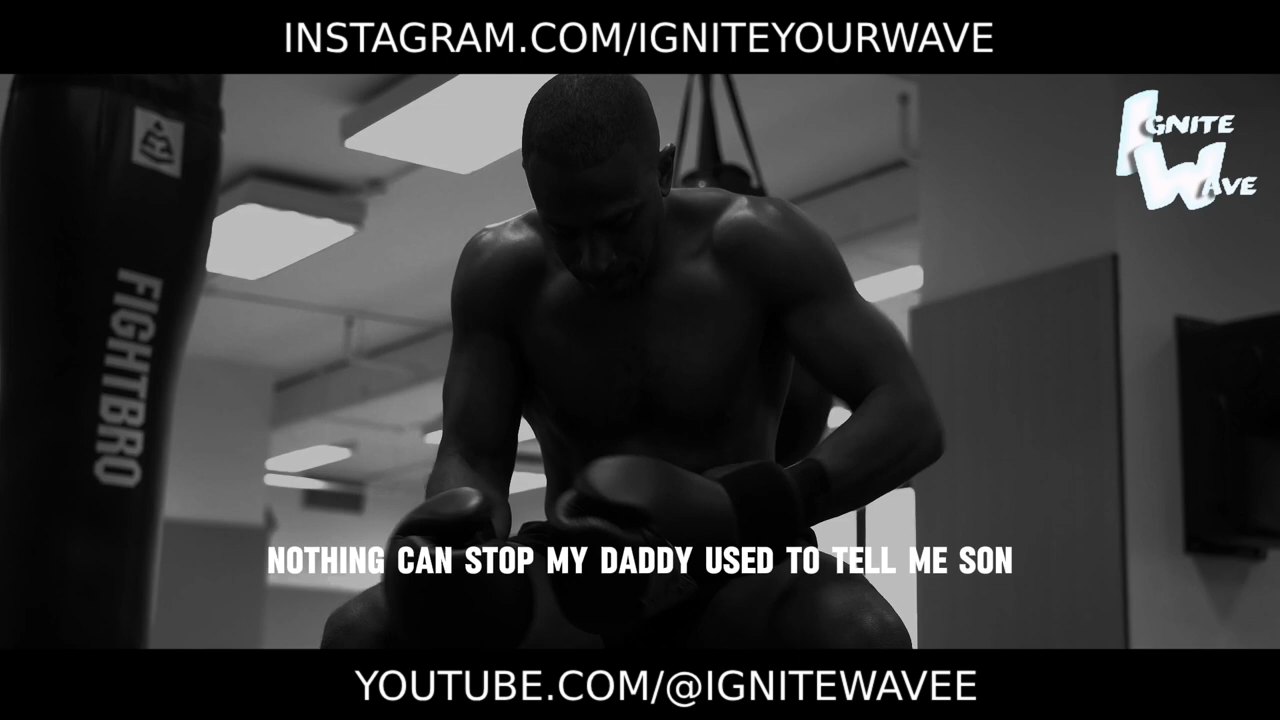 INSTAGRAM.COM/IGNITEYOURWAVE
IGNITE
WAVE
FIGHTBRO
NOTHING CAN STOP MY DADDY USED TO TELL ME SON
YOUTUBE.COM/@IGNITEWAVEE